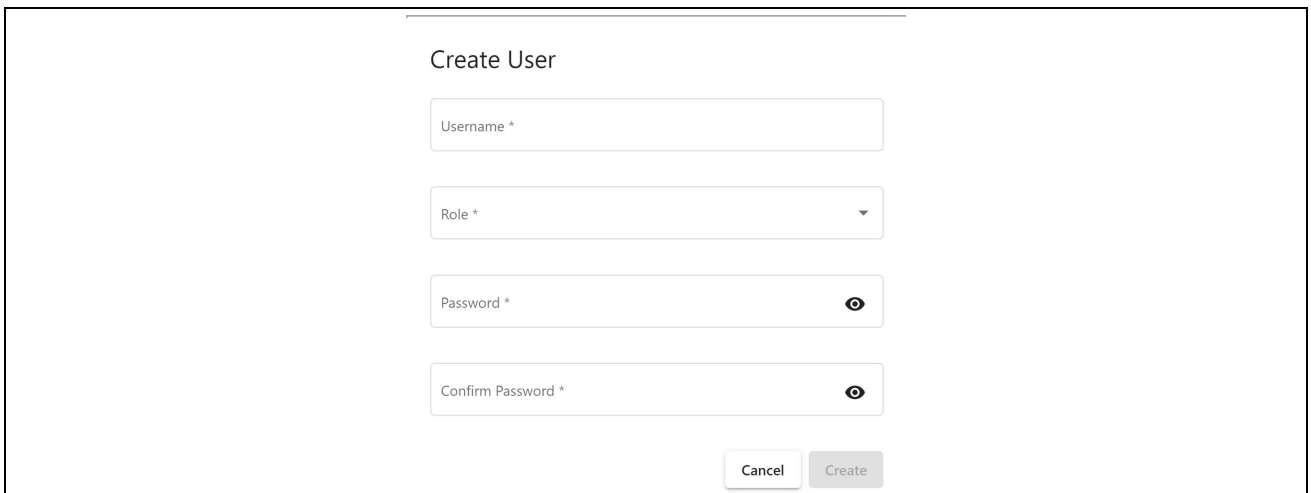 Create User
Username *
Role *
Password *
Confirm Password *
Cancel Create